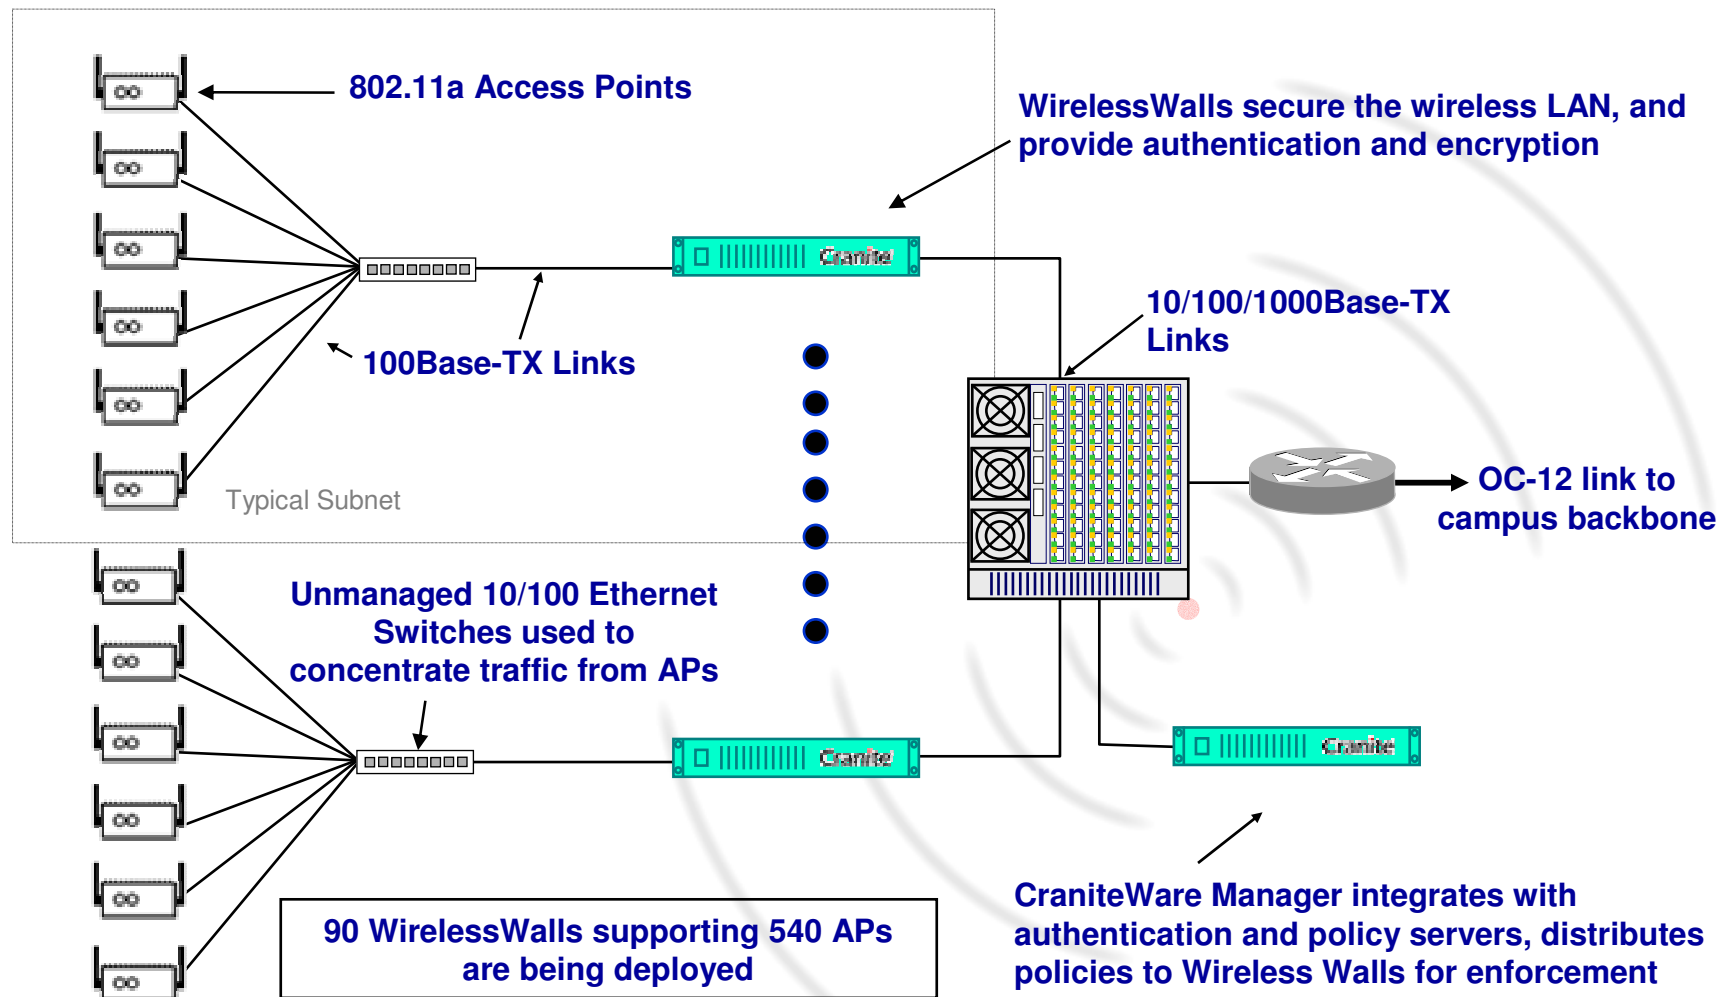 802.11a Access Points
WirelessWalls secure the wireless LAN, and
provide authentication and encryption
Cranite
10/100/1000Base-TX
Links
100Base-TX Links
Typical Subnet
OC-12 link to
campus backbone
Unmanaged 10/100 Ethernet
Switches used to
concentrate traffic from APs
Cranite
Cranite
90 WirelessWalls supporting 540 APs
are being deployed
CraniteWare Manager integrates with
authentication and policy servers, distributes
policies to Wireless Walls for enforcement